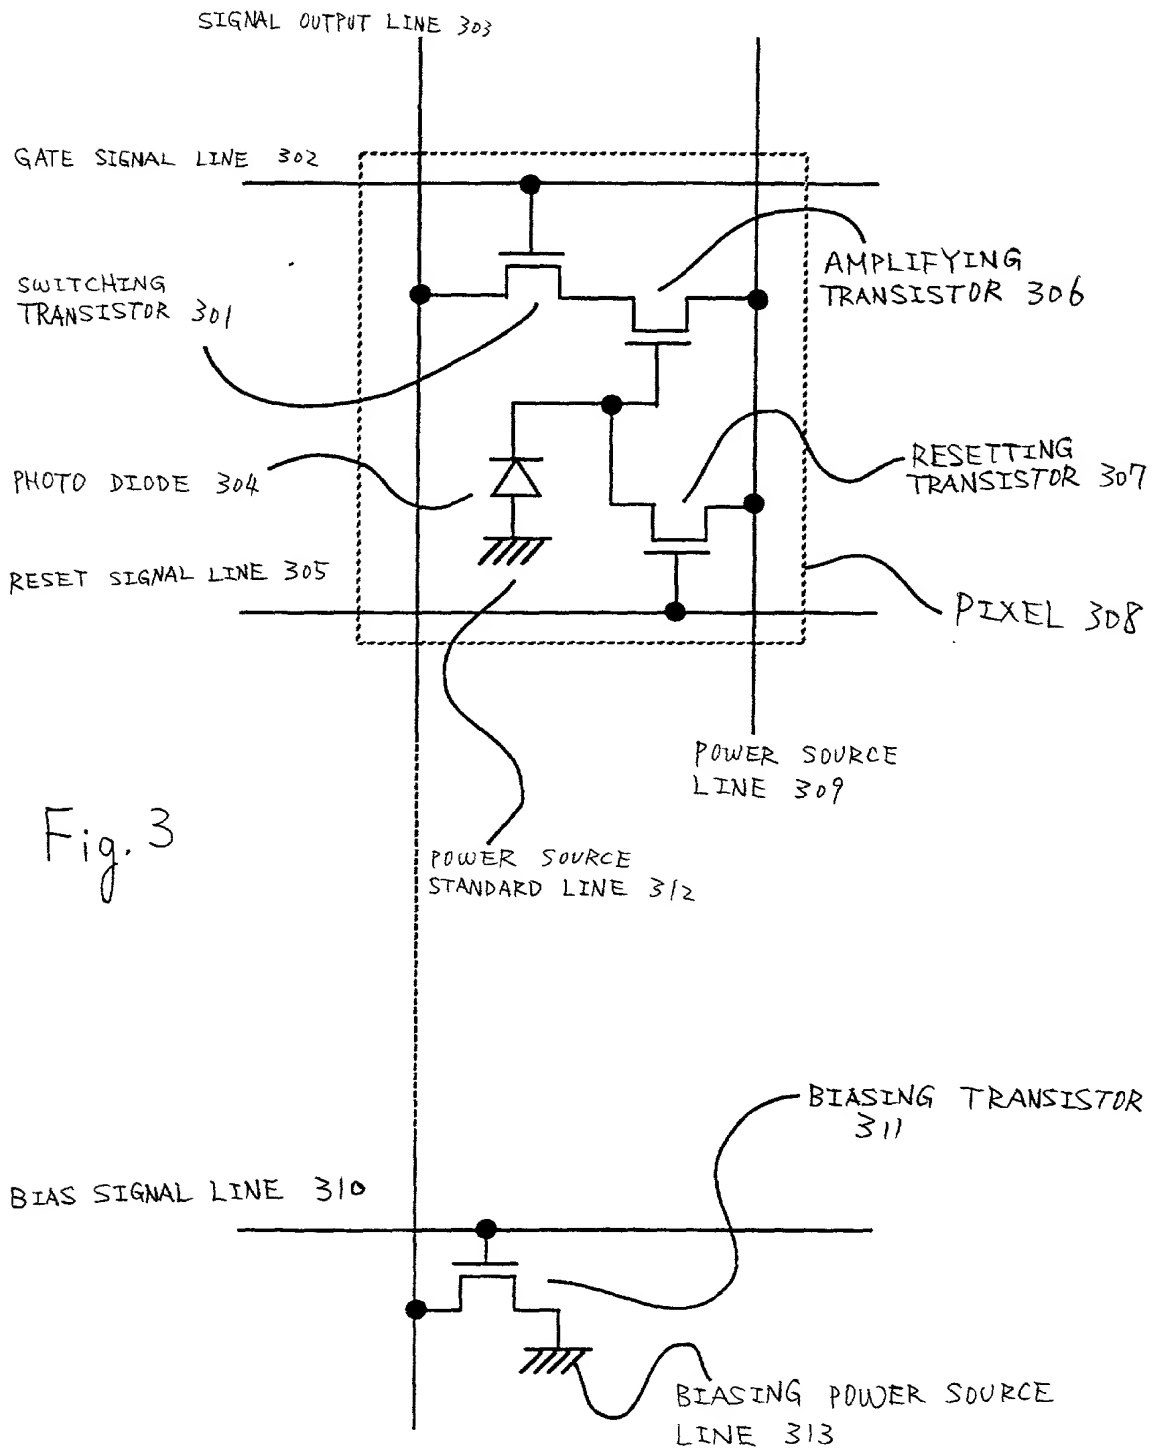 SIGNAL OUTPUT LINE 303
GATE SIGNAL LINE 302
SWITCHING
TRANSISTOR 301
AMPLIFYING
TRANSISTOR 306
PHOTO DIODE 304
RESETTING
TRANSISTOR 307
RESET SIGNAL LINE 305
PIXEL 308
POWER SOURCE
LINE 309
Fig. 3
POWER SOURCE
STANDARD LINE 312
BIASING TRANSISTOR
311
BIAS SIGNAL LINE 310
BIASING POWER SOURCE
LINE 313